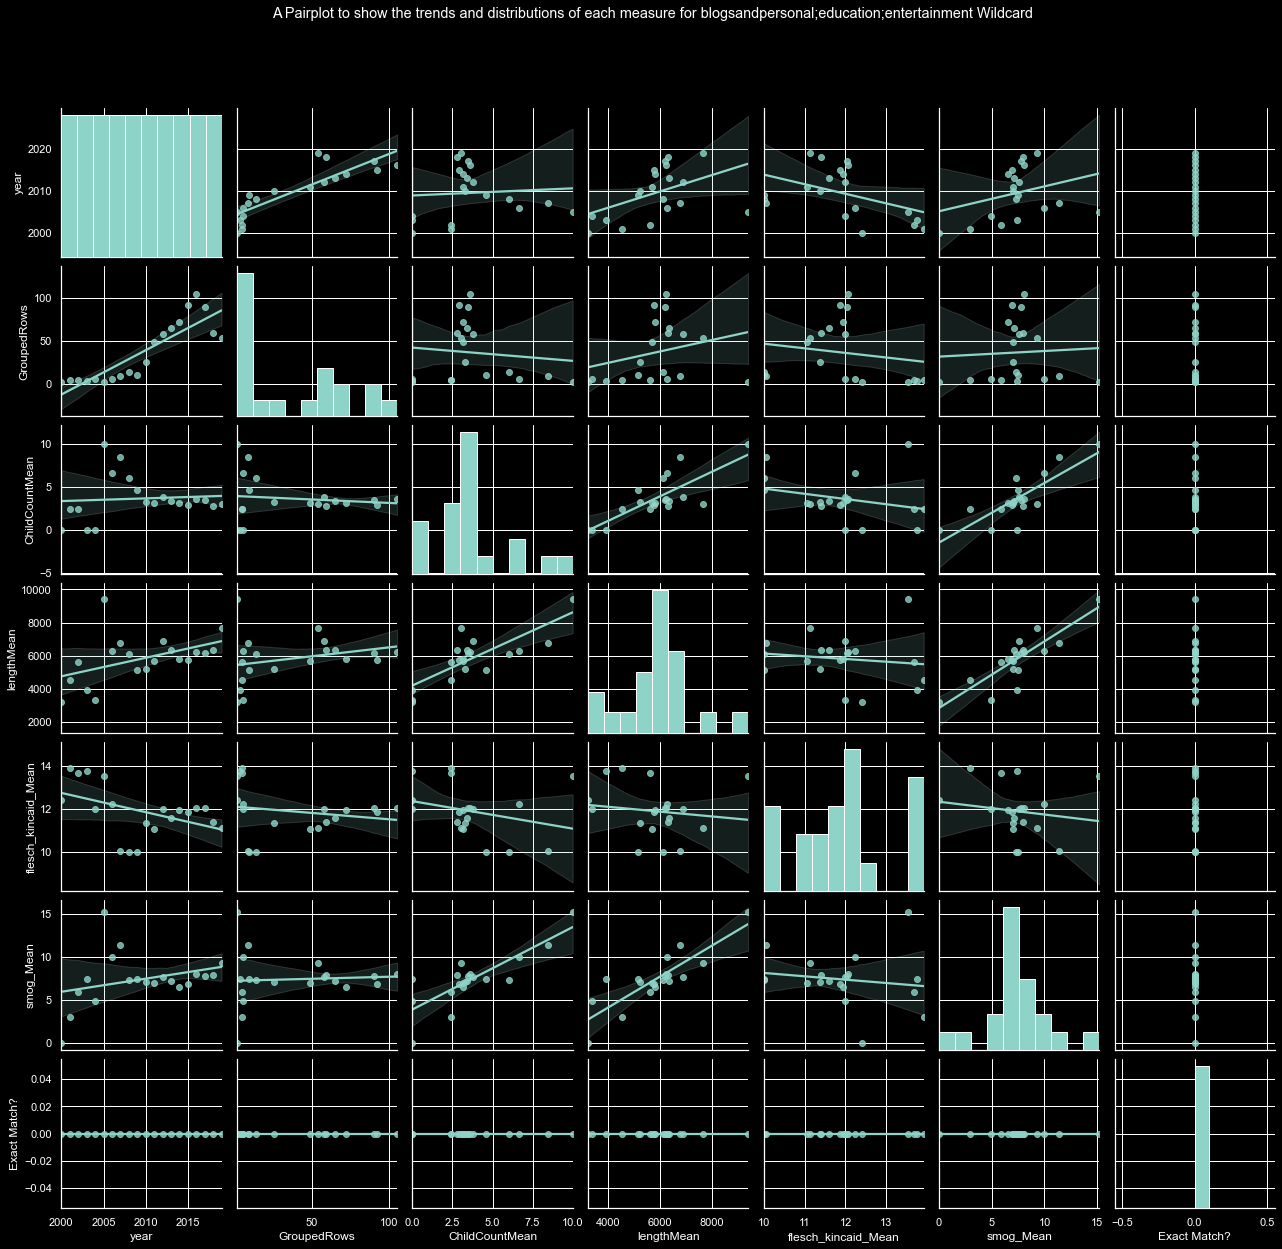 A Pairplot to show the trends and distributions of each measure for blogsandpersonal;education;entertainment Wildcard
year
2020
2010
2000
GroupedRows
100
50
0
ChildCountMean
10
5
0
−5
lengthMean
10000
8000
6000
4000
2000
flesch_kincaid_Mean
14
12
10
smog_Mean
15
10
5
0
Exact Match?
0.04
0.02
0.00
−0.02
−0.04
2000 2005 2010 2015
year
50 100
GroupedRows
0.0 2.5 5.0 7.5 10.0
ChildCountMean
4000 6000 8000
lengthMean
10 11 12 13
flesch_kincaid_Mean
0 5 10 15
smog_Mean
−0.5 0.0 0.5
Exact Match?